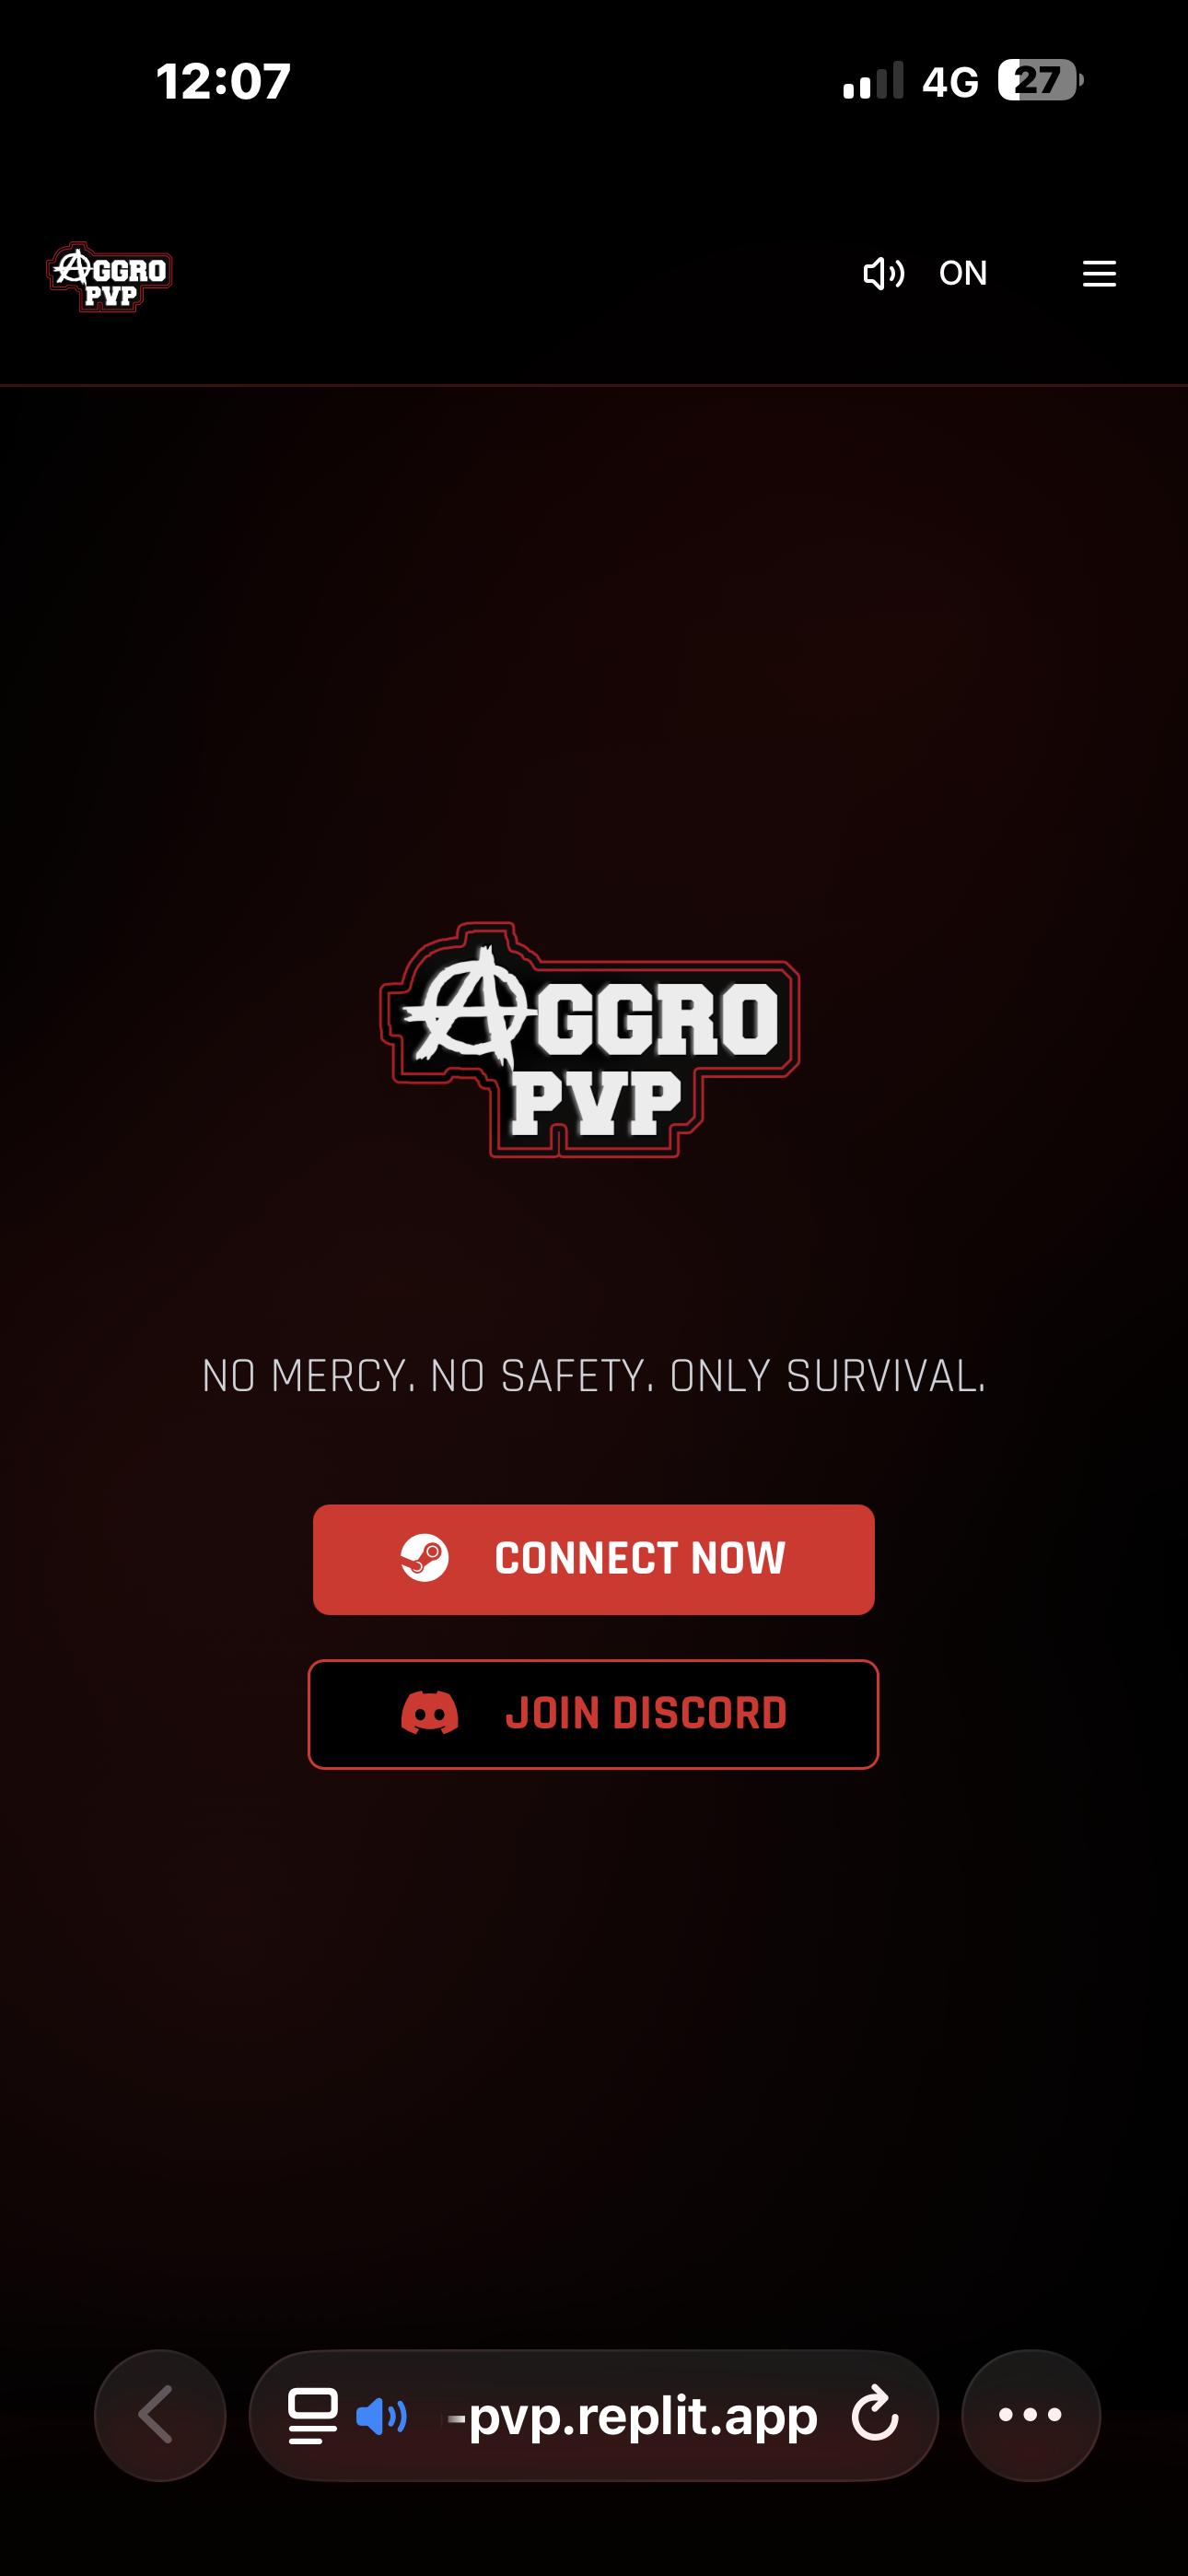 12:07
4G 27
AGGRO
PVP
ON
AGGRO
PVP
NO MERCY. NO SAFETY. ONLY SURVIVAL.
CONNECT NOW
JOIN DISCORD
-pvp.replit.app